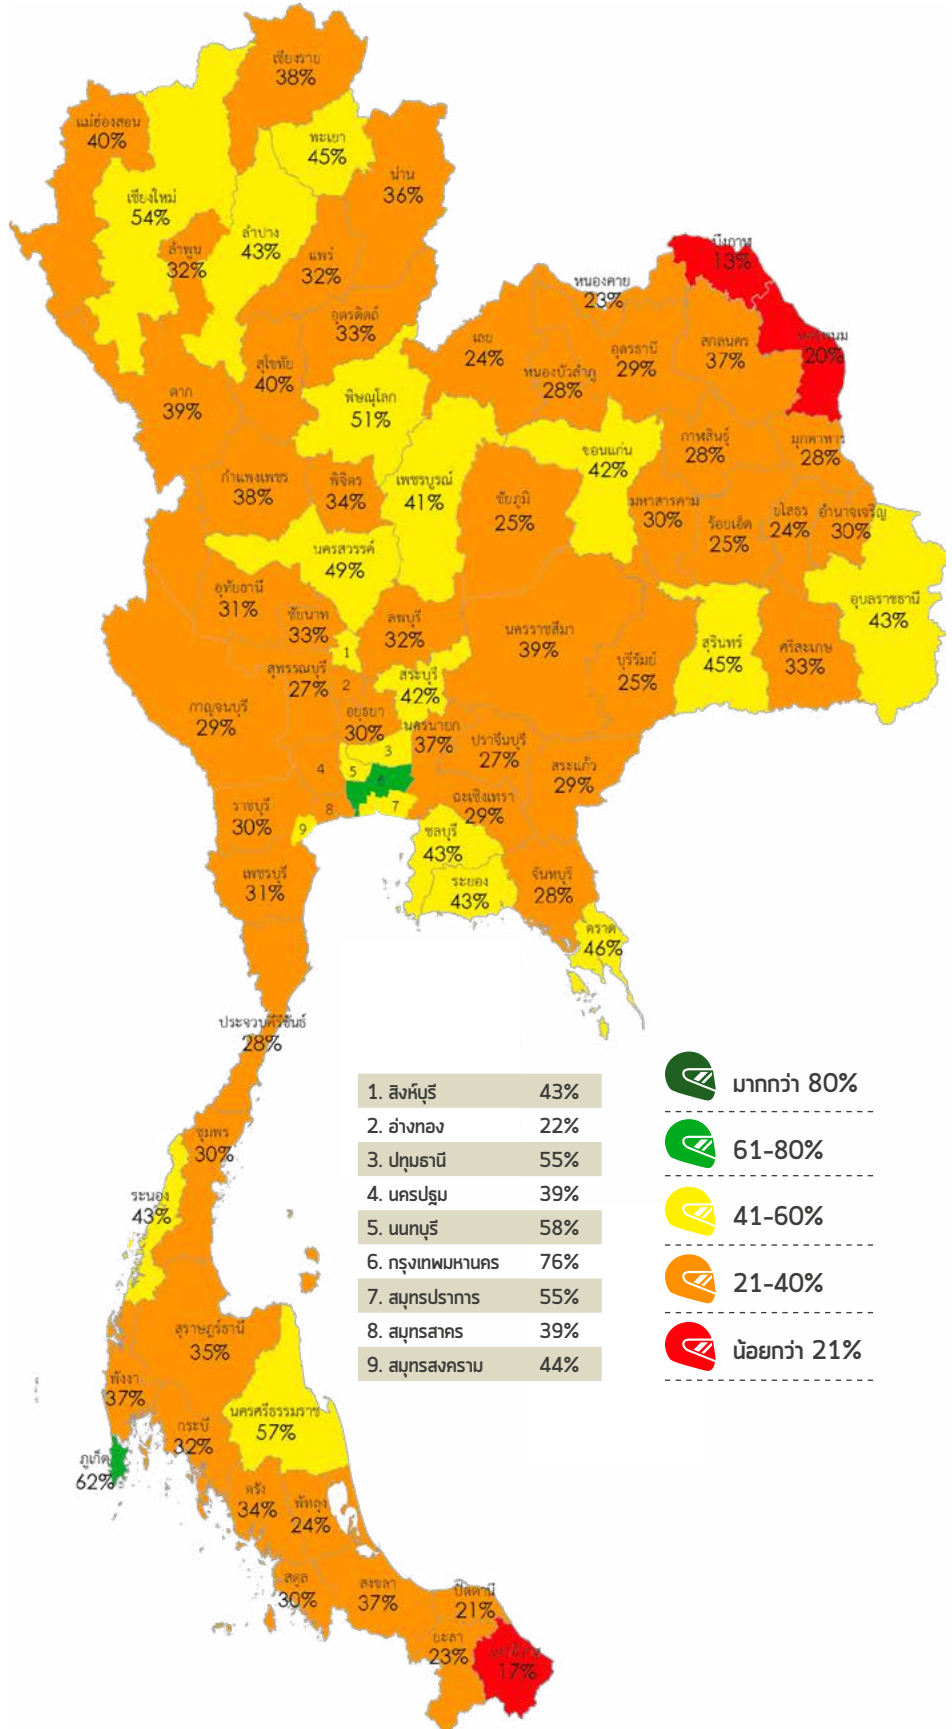 เชียงราย
38%
แม่ฮ่องสอน
40%
พะเยา
45%
น่าน
36%
เชียงใหม่
54%
ลำปาง
43%
ลำพูน
32%
แพร่
32%
บึงกาฬ
13%
หนองคาย
23%
อุตรดิตถ์
33%
เลย
24%
อุดรธานี
29%
สกลนคร
37%
20%
สุโขทัย
40%
หนองบัวลำภู
28%
ตาก
39%
พิษณุโลก
51%
ขอนแก่น
42%
กาฬสินธุ์
28%
มุกดาหาร
28%
กำแพงเพชร
38%
พิจิตร
34%
เพชรบูรณ์
41%
ชัยภูมิ
25%
มหาสารคาม
30%
ร้อยเอ็ด
25%
ยโสธร
24%
อำนาจเจริญ
30%
นครสวรรค์
49%
อุทัยธานี
31%
ชัยนาท
33%
ลพบุรี
32%
นครราชสีมา
39%
บุรีรัมย์
25%
สุรินทร์
45%
ศรีสะเกษ
33%
อุบลราชธานี
43%
1
สุพรรณบุรี
27%
2
สระบุรี
42%
กาญจนบุรี
29%
อยุธยา
30%
นครนายก
37%
ปราจีนบุรี
27%
สระแก้ว
29%
3
4
5
6
7
8
9
ราชบุรี
30%
ฉะเชิงเทรา
29%
ชลบุรี
43%
ระยอง
43%
จันทบุรี
28%
เพชรบุรี
31%
ตราด
46%
ประจวบคีรีขันธ์
28%
1. สิงห์บุรี 43%
2. อ่างทอง 22%
3. ปทุมธานี 55%
4. นครปฐม 39%
5. นนทบุรี 58%
6. กรุงเทพมหานคร 76%
7. สมุทรปราการ 55%
8. สมุทรสาคร 39%
9. สมุทรสงคราม 44%
มากกว่า 80%
61-80%
41-60%
21-40%
น้อยกว่า 21%
ชุมพร
30%
ระนอง
43%
สุราษฎร์ธานี
35%
พังงา
37%
กระบี่
32%
นครศรีธรรมราช
57%
ภูเก็ต
62%
ตรัง
34%
พัทลุง
24%
สตูล
30%
สงขลา
37%
ปัตตานี
21%
ยะลา
23%
17%